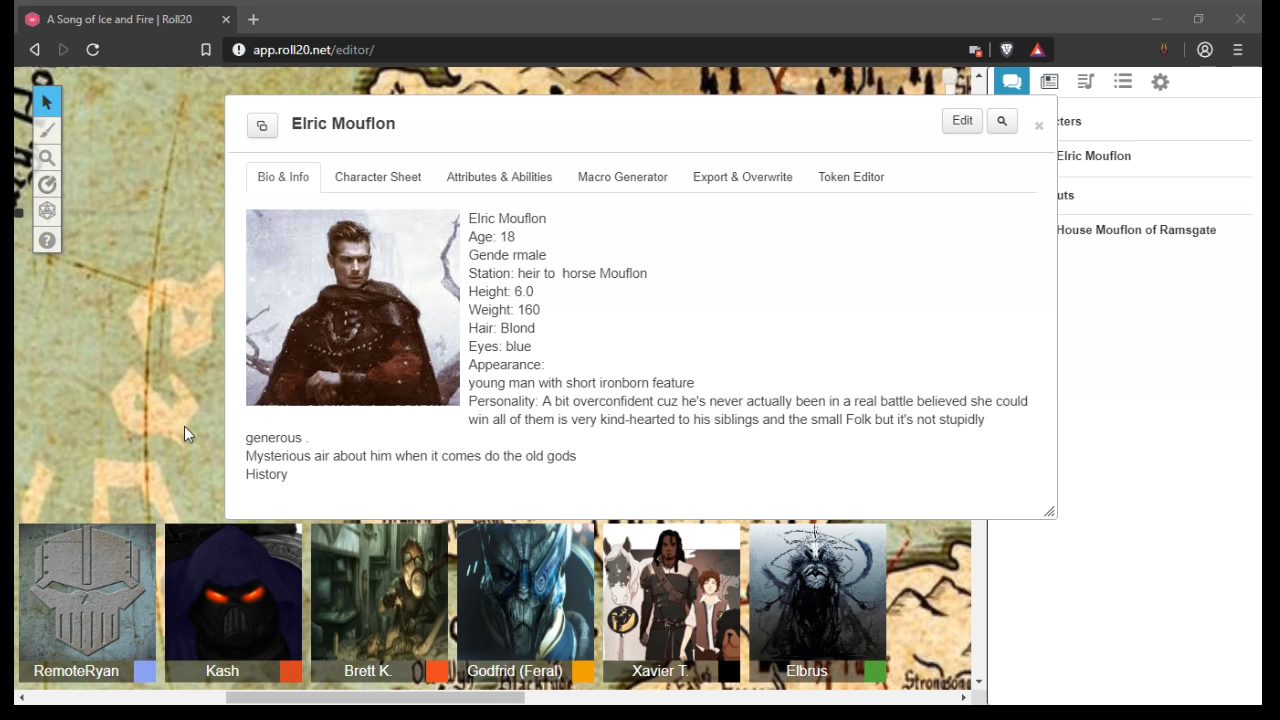 A Song of Ice and Fire | Roll20
app.roll20.net/editor/
Elric Mouflon
Edit
Bio & Info
Character Sheet
Attributes & Abilities
Macro Generator
Export & Overwrite
Token Editor
Elric Mouflon
Age: 18
Gende rmale
Station: heir to  horse Mouflon
Height: 6.0
Weight: 160
Hair: Blond
Eyes: blue
Appearance:
young man with short ironborn feature
Personality: A bit overconfident cuz he's never actually been in a real battle believed she could
win all of them is very kind-hearted to his siblings and the small Folk but it's not stupidly
generous .
Mysterious air about him when it comes do the old gods
History
cters
Elric Mouflon
uts
House Mouflon of Ramsgate
RemoteRyan
Kash
Brett K.
Godfrid (Feral)
Xavier T.
Elbrus